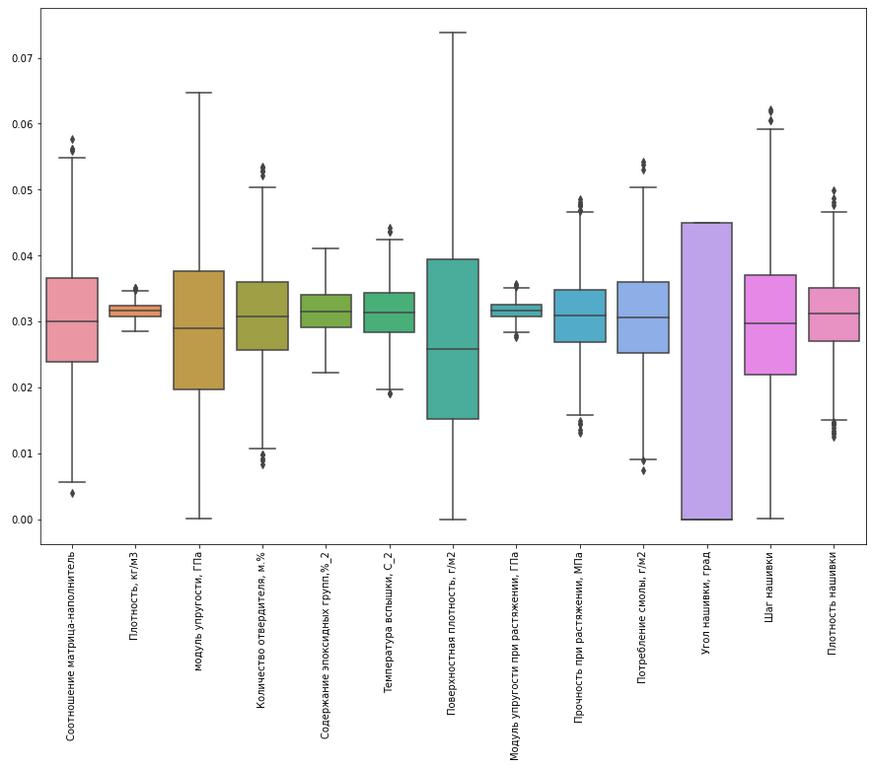 0.07
0.06
0.05
0.04
0.03
0.02
0.01
0.00
Соотношение матрица-наполнитель
Плотность, кг/м3
модуль упругости, ГПа
Количество отвердителя, м.%
Содержание эпоксидных групп,%_2
Температура вспышки, С_2
Поверхностная плотность, г/м2
Модуль упругости при растяжении, ГПа
Прочность при растяжении, МПа
Потребление смолы, г/м2
Угол нашивки, град
Шаг нашивки
Плотность нашивки